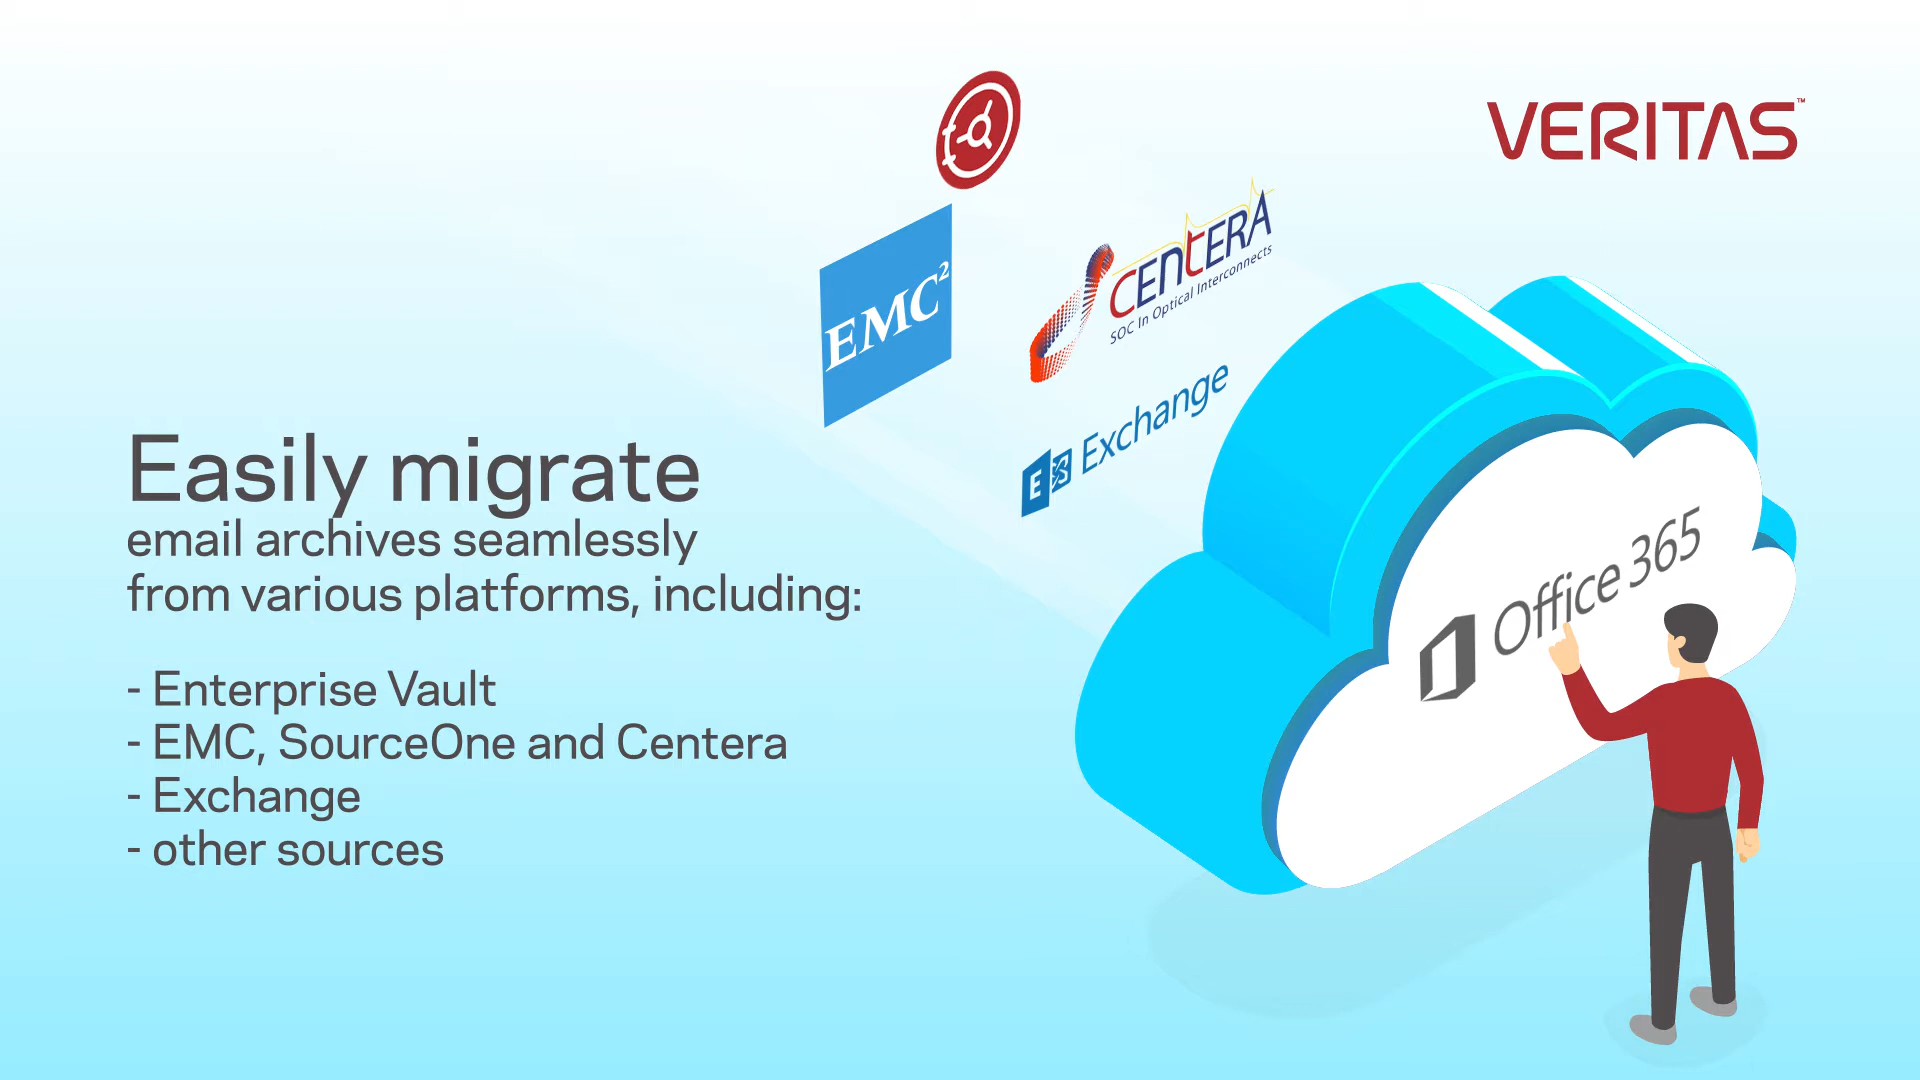 VERITAS™
EMC²
CENTERA
SOC In Optical Interconnects
E Exchange
Office 365
Easily migrate
email archives seamlessly
from various platforms, including:
- Enterprise Vault
- EMC, SourceOne and Centera
- Exchange
- other sources